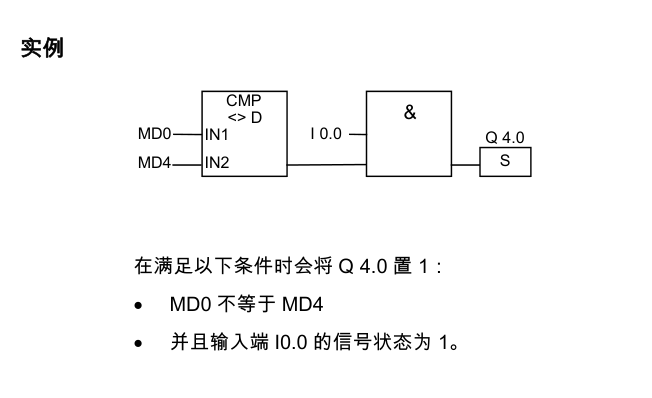 实例
CMP
<> D
&
MD0
IN1
I 0.0
Q 4.0
MD4
IN2
S
在满足以下条件时会将 Q 4.0 置 1：
• MD0 不等于 MD4
• 并且输入端 I0.0 的信号状态为 1。